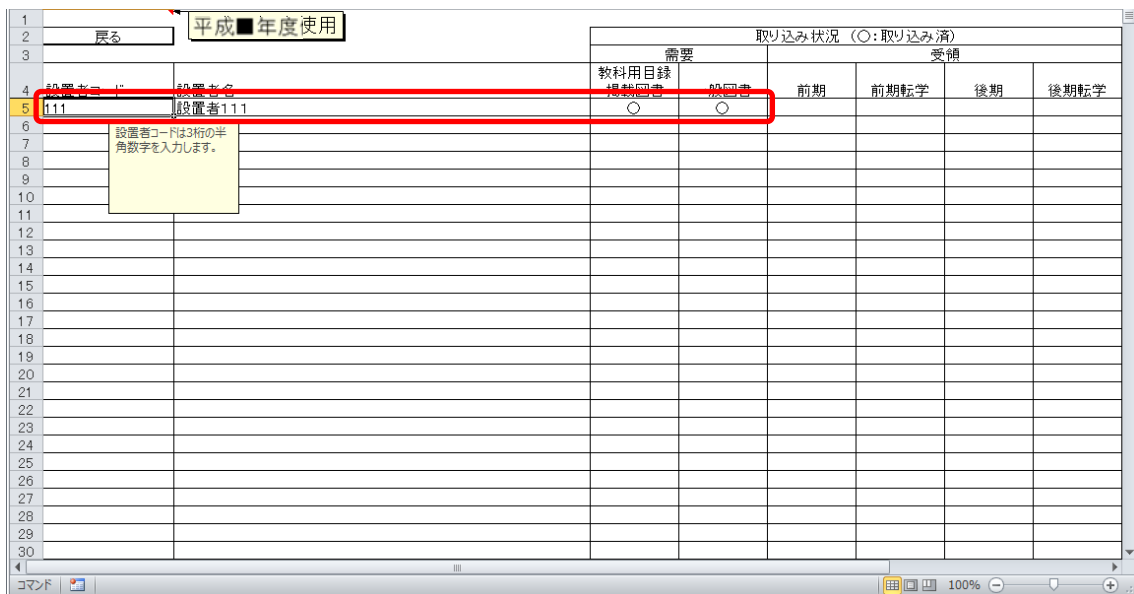 1
平成■年度使用
2 戻る 取り込み状況 (○:取り込み済)
3 需要 受領
教科用目録
4 設置者コード 設置者名 掲載図書 一般図書 前期 前期転学 後期 後期転学
5 111 設置者111 ○ ○
6
設置者コードは3桁の半
7
角数字を入力します。
8
9
10
11
12
13
14
15
16
17
18
19
20
21
22
23
24
25
26
27
28
29
30
コマンド 100%